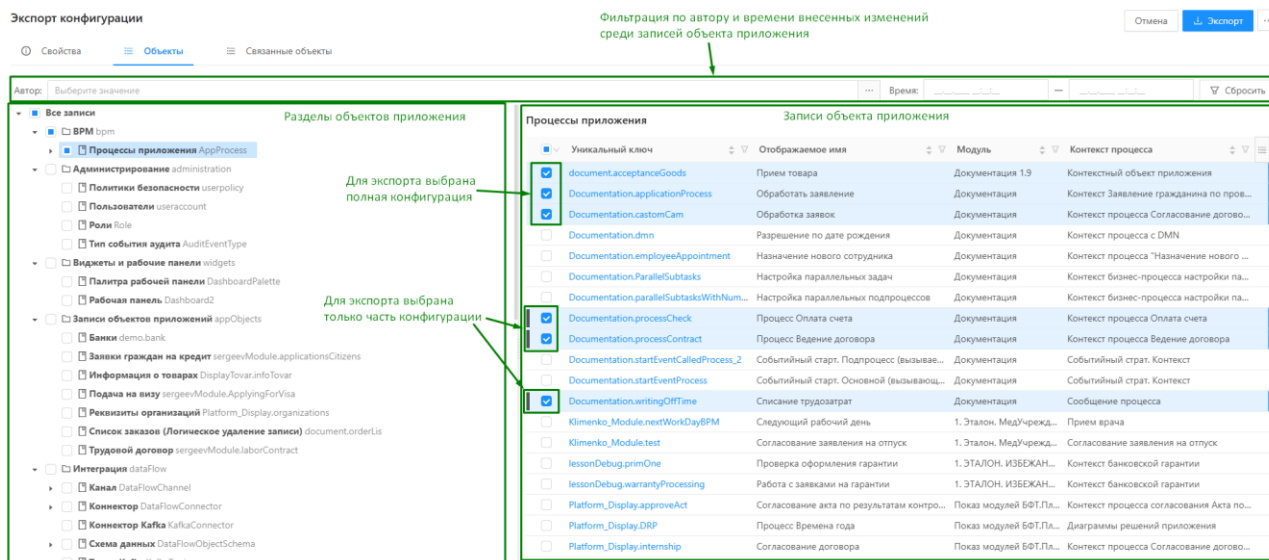 Экспорт конфигурации
Фильтрация по автору и времени внесенных изменений
среди записей объекта приложения
Отмена
Экспорт
Свойства
Объекты
Связанные объекты
Автор: Выберите значение
Время:
Сбросить
Разделы объектов приложения
Все записи
BPM bpm
Процессы приложения AppProcess
Администрирование administration
Политики безопасности userpolicy
Пользователи useraccount
Роли Role
Тип события аудита AuditEventType
Виджеты и рабочие панели widgets
Палитра рабочей панели DashboardPalette
Рабочая панель Dashboard2
Записи объектов приложений appObjects
Банки demo.bank
Заявки граждан на кредит sergeevModule.applicationsCitizens
Информация о товарах DisplayTovar.infoTovar
Подача на визу sergeevModule.ApplyingForVisa
Реквизиты организаций Platform_Display.organizations
Список заказов (Логическое удаление записи) document.orderLis
Трудовой договор sergeevModule.laborContract
Интеграция dataFlow
Канал DataFlowChannel
Коннектор DataFlowConnector
Коннектор Kafka KafkaConnector
Схема данных DataFlowObjectSchema
Для экспорта выбрана
полная конфигурация
Для экспорта выбрана
только часть конфигурации
Процессы приложения
Записи объекта приложения
Уникальный ключ Отображаемое имя Модуль Контекст процесса
document.acceptanceGoods Прием товара Документация 1.9 Контекстный объект приложения
Documentation.applicationProcess Обработать заявление Документация Контекст Заявление гражданина по пров...
Documentation.castomCam Обработка заявок Документация Контекст процесса Согласование догово...
Documentation.dmn Разрешение по дате рождения Документация Контекст процесса с DMN
Documentation.employeeAppointment Назначение нового сотрудника Документация Контекст процесса "Назначение нового ...
Documentation.ParallelSubtasks Настройка параллельных задач Документация Контекст бизнес-процесса настройки па...
Documentation.parallelSubtasksWithNum... Настройка параллельных подпроцессов Документация Контекст бизнес-процесса настройки па...
Documentation.processCheck Процесс Оплата счета Документация Контекст процесса Оплата счета
Documentation.processContract Процесс Ведение договора Документация Контекст процесса Ведение договора
Documentation.startEventCalledProcess_2 Событийный старт. Подпроцесс (вызывае... Документация Событийный страт. Контекст
Documentation.startEventProcess Событийный старт. Основной (вызывающ... Документация Событийный страт. Контекст
Documentation.writingOffTime Списание трудозатрат Документация Сообщение процесса
Klimenko_Module.nextWorkDayBPM Следующий рабочий день 1. Эталон. МедУчрежд... Прием врача
Klimenko_Module.test Согласование заявления на отпуск 1. Эталон. МедУчрежд... Согласование заявления на отпуск
lessonDebug.primOne Проверка оформления гарантии 1. ЭТАЛОН. ИЗБЕЖАН... Контекст банковской гарантии
lessonDebug.warrantyProcessing Работа с заявками на гарантии 1. ЭТАЛОН. ИЗБЕЖАН... Контекст банковской гарантии
Platform_Display.approveAct Согласование акта по результатам контро... Показ модулей БФТ.Пл... Контекст процесса согласования Акта по...
Platform_Display.DRP Процесс Времена года Показ модулей БФТ.Пл... Диаграммы решений приложения
Platform_Display.internship Согласование договора Показ модулей БФТ.Пл... Контекст процесса Согласование догово...